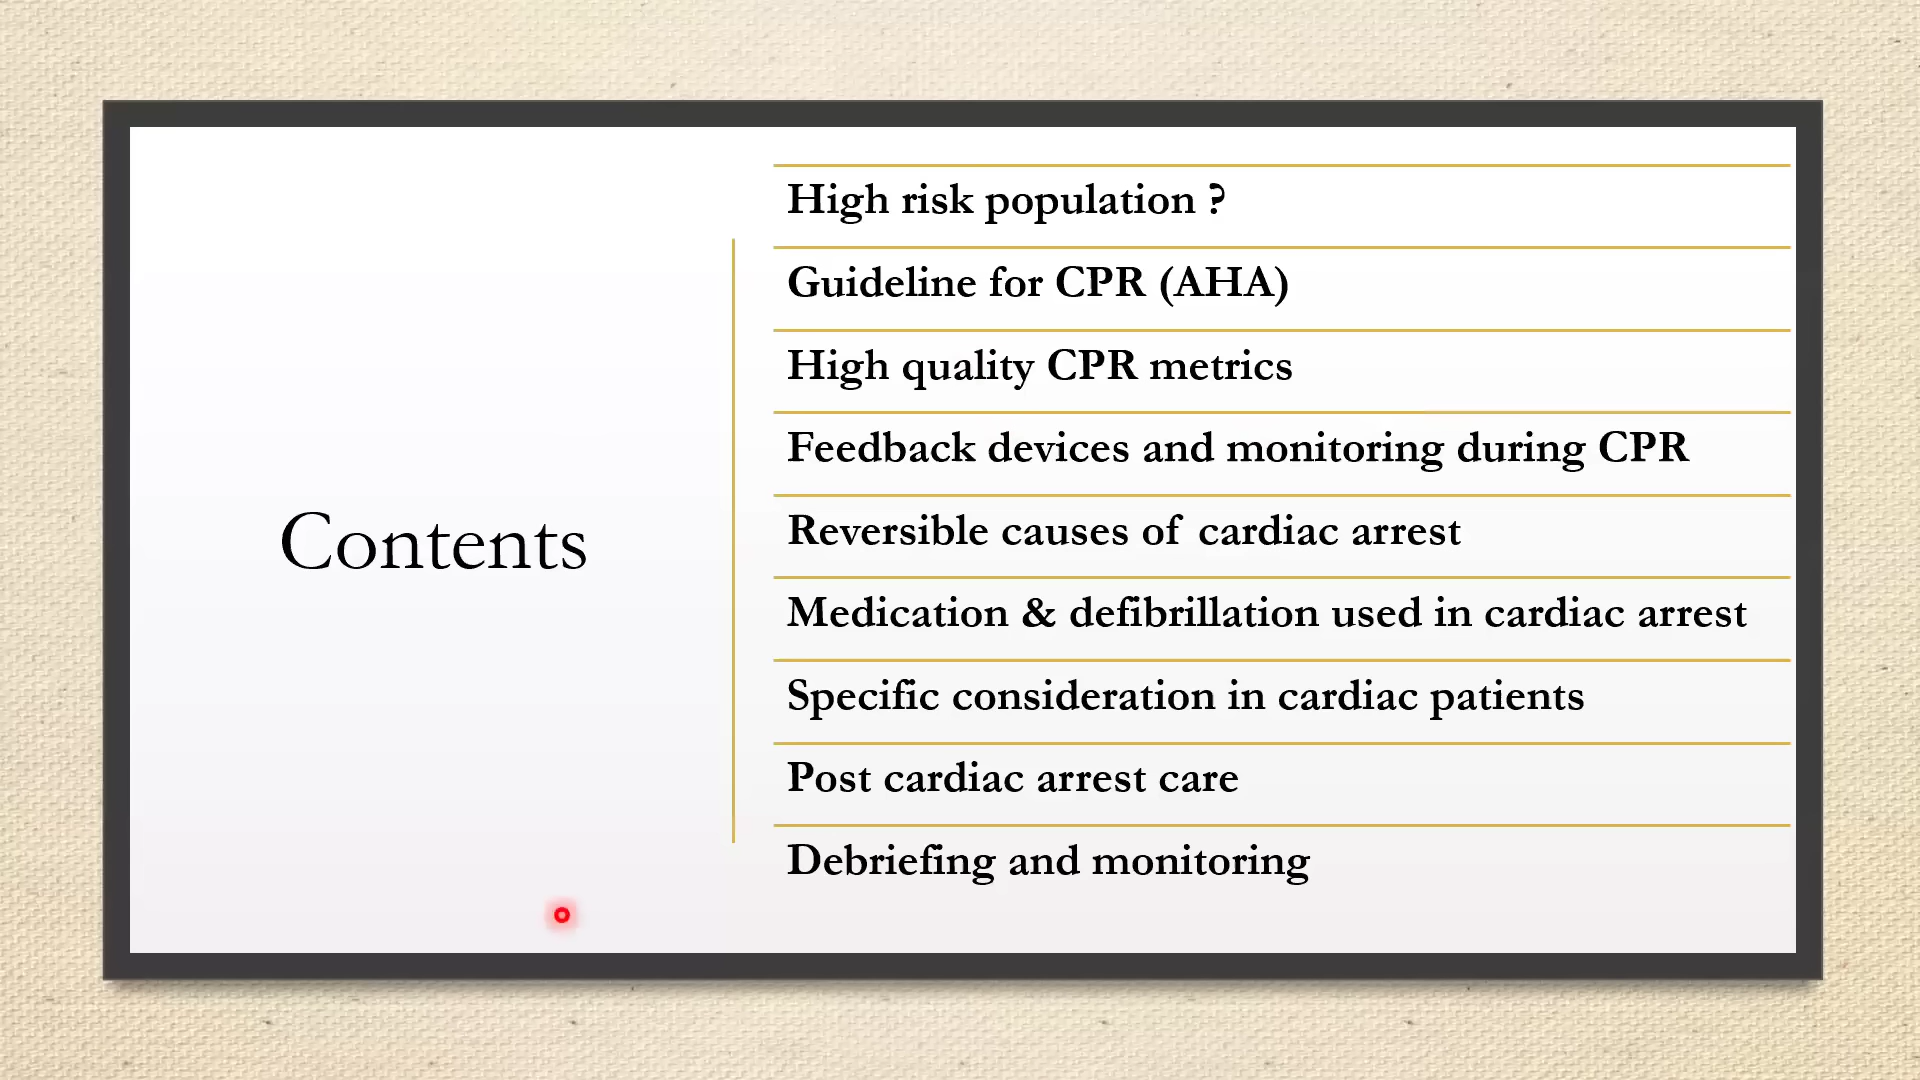 Contents
High risk population ?
Guideline for CPR (AHA)
High quality CPR metrics
Feedback devices and monitoring during CPR
Reversible causes of cardiac arrest
Medication & defibrillation used in cardiac arrest
Specific consideration in cardiac patients
Post cardiac arrest care
Debriefing and monitoring